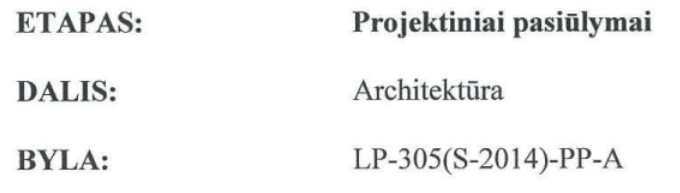 ETAPAS: Projektiniai pasiūlymai
DALIS: Architektūra
BYLA: LP-305(S-2014)-PP-A